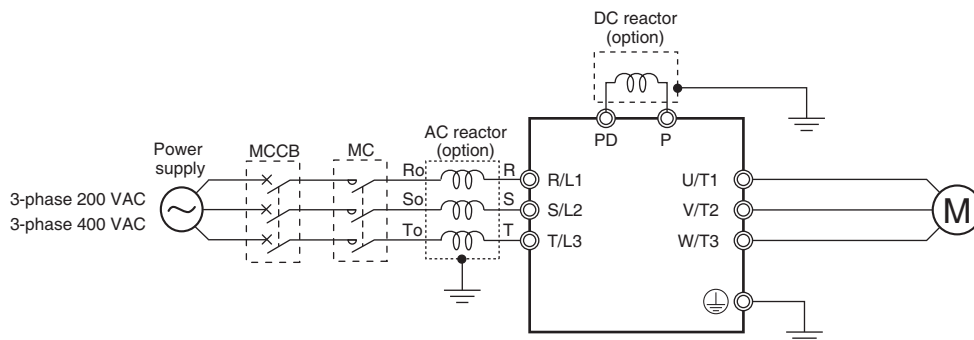 DC reactor
(option)
PD
P
Power
supply
MCCB
MC
AC reactor
(option)
3-phase 200 VAC
3-phase 400 VAC
Ro
R
R/L1
U/T1
So
S
S/L2
V/T2
To
T
T/L3
W/T3
M